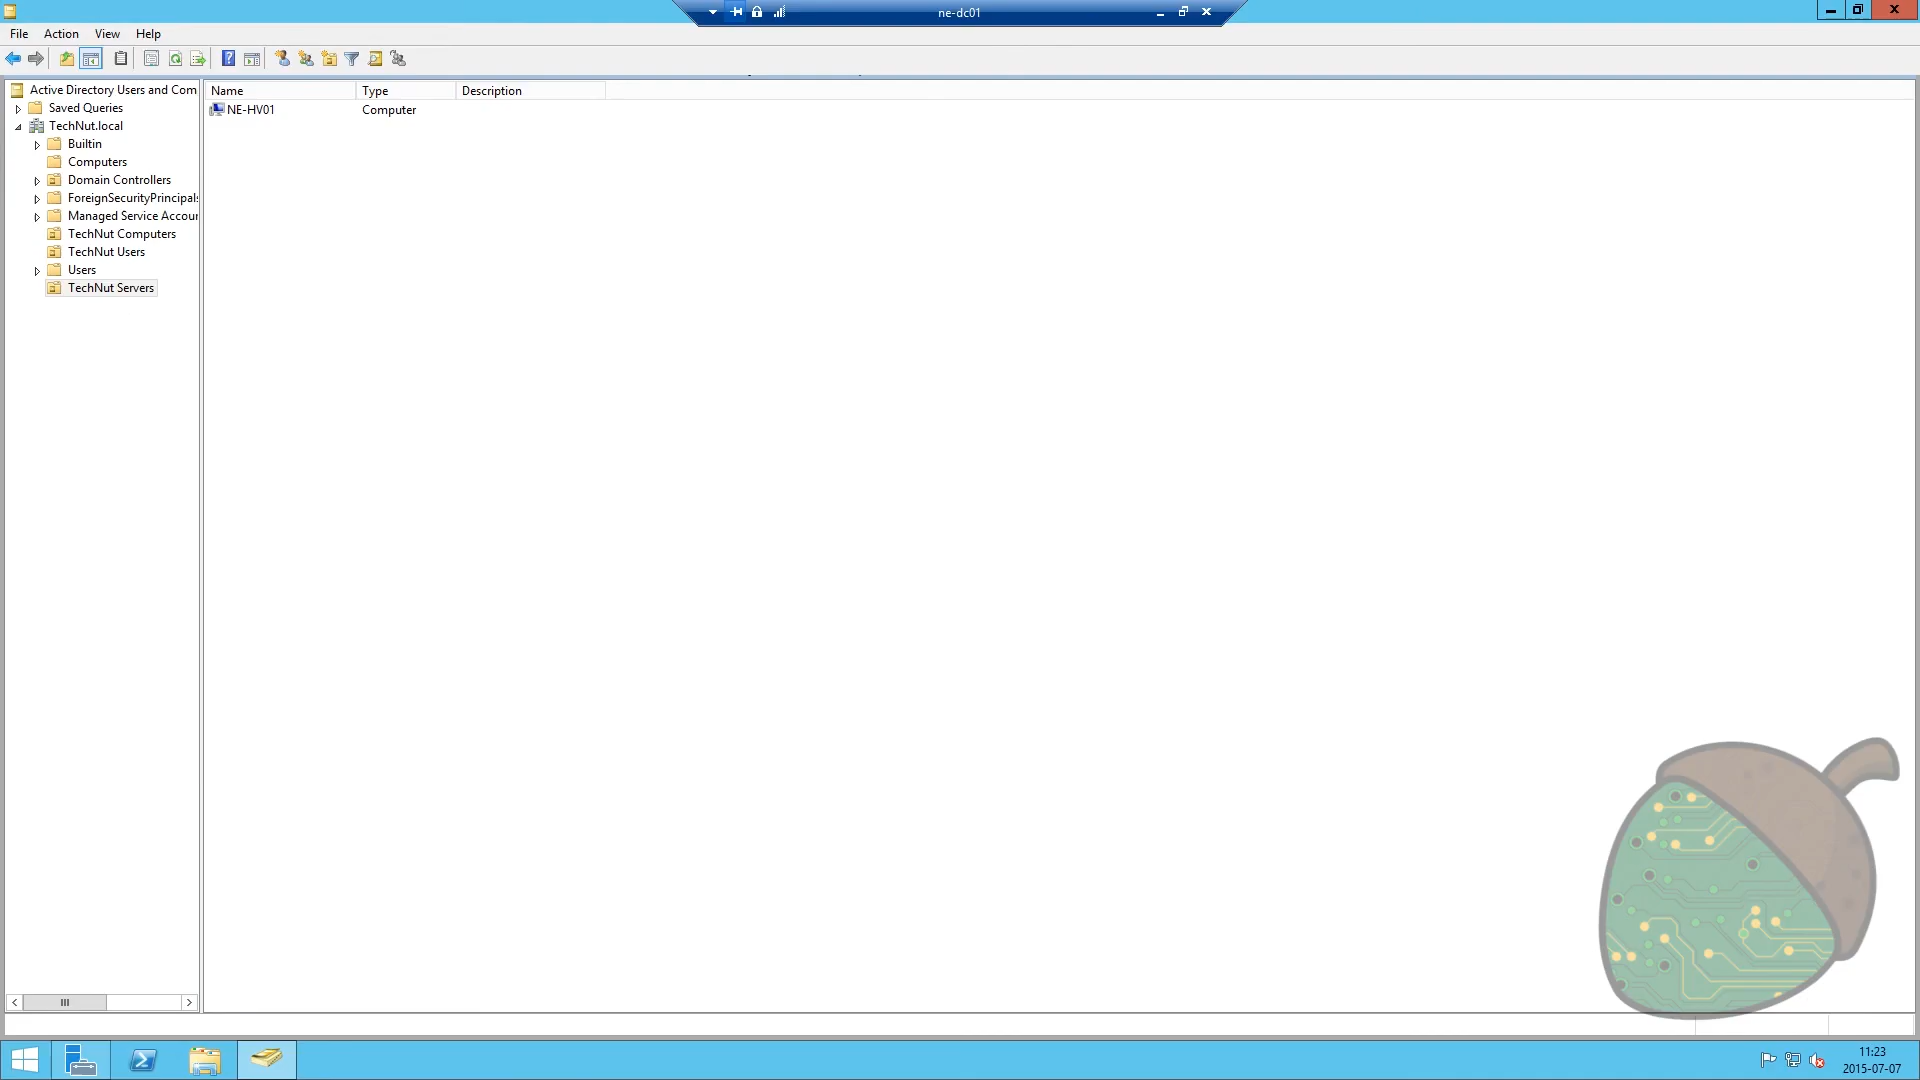 ne-dc01
File Action View Help
Active Directory Users and Com
Saved Queries
TechNut.local
Builtin
Computers
Domain Controllers
ForeignSecurityPrincipals
Managed Service Accour
TechNut Computers
TechNut Users
Users
TechNut Servers
Name Type Description
NE-HV01 Computer
11:23
2015-07-07